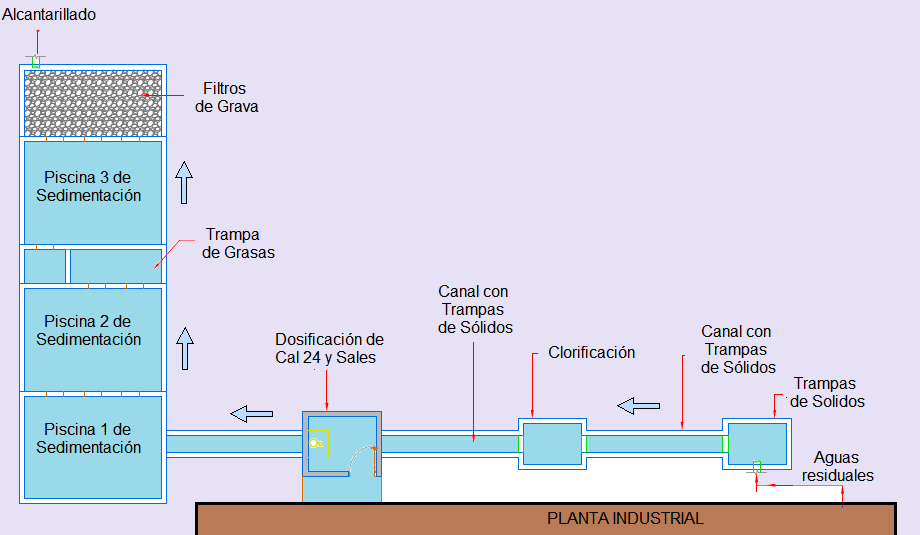 Alcantarillado
Filtros
de Grava
Piscina 3 de
Sedimentación
Trampa
de Grasas
Piscina 2 de
Sedimentación
Piscina 1 de
Sedimentación
Dosificación de
Cal 24 y Sales
Canal con
Trampas
de Sólidos
Clorificación
Canal con
Trampas
de Sólidos
Trampas
de Solidos
Aguas
residuales
PLANTA INDUSTRIAL